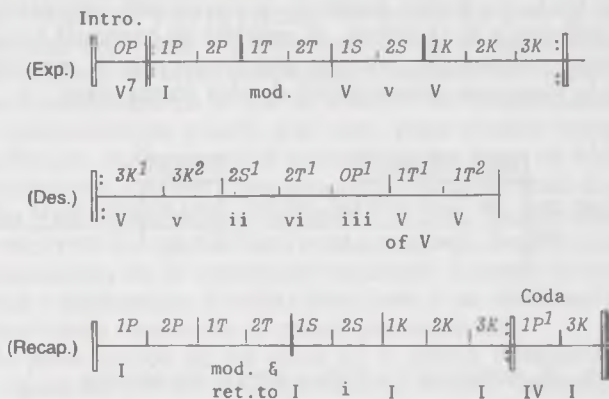 Intro.
(Exp.) OP 1P 2P 1T 2T 1S 2S 1K 2K 3K
V7 I mod. V v V
(Des.) 3K1 3K2 2S1 2T1 OP1 1T1 1T2
V v ii vi iii V V
of V
Coda
(Recap.) 1P 2P 1T 2T 1S 2S 1K 2K 3K 1P1 3K
I mod. &
ret.to I i I I IV I